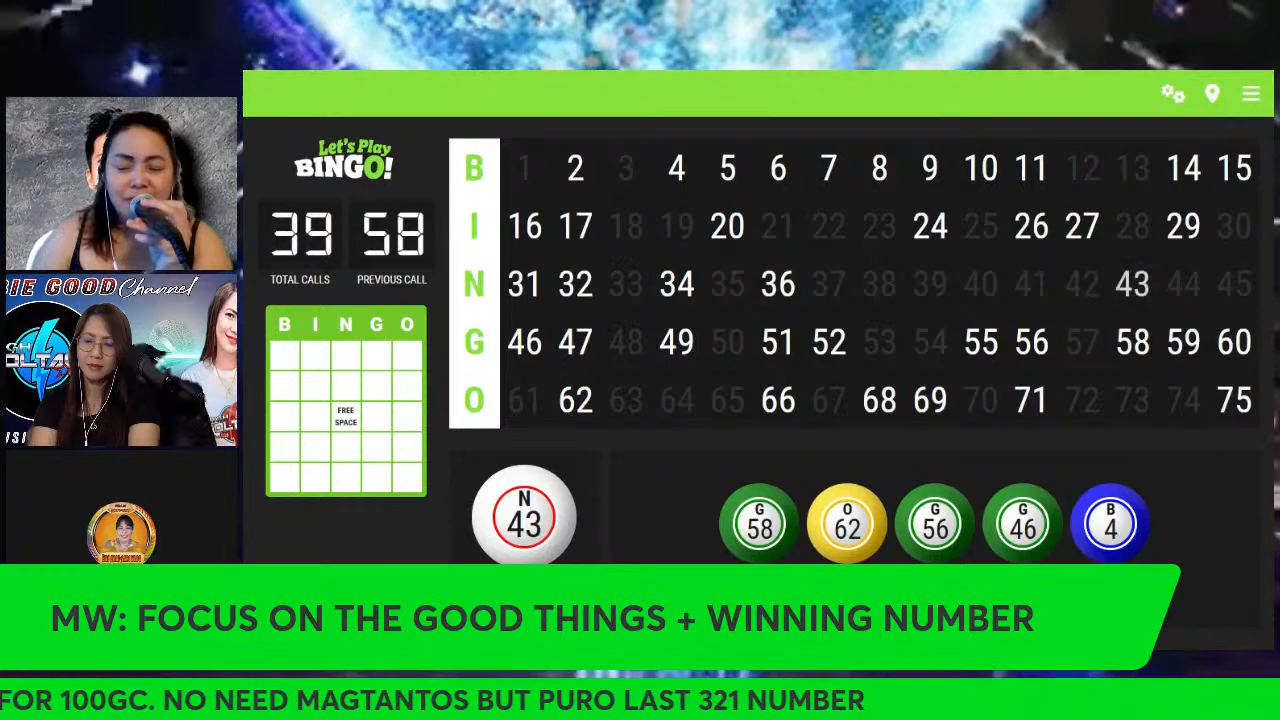 BIE GOOD Channel
Let's Play
BINGO!
39
58
TOTAL CALLS
PREVIOUS CALL
B I N G O
FREE
SPACE
B 1 2 3 4 5 6 7 8 9 10 11 12 13 14 15
I 16 17 18 19 20 21 22 23 24 25 26 27 28 29 30
N 31 32 33 34 35 36 37 38 39 40 41 42 43 44 45
G 46 47 48 49 50 51 52 53 54 55 56 57 58 59 60
O 61 62 63 64 65 66 67 68 69 70 71 72 73 74 75
N
43
G
58
O
62
G
56
G
46
B
4
MW: FOCUS ON THE GOOD THINGS + WINNING NUMBER
FOR 100GC. NO NEED MAGTANTOS BUT PURO LAST 321 NUMBER